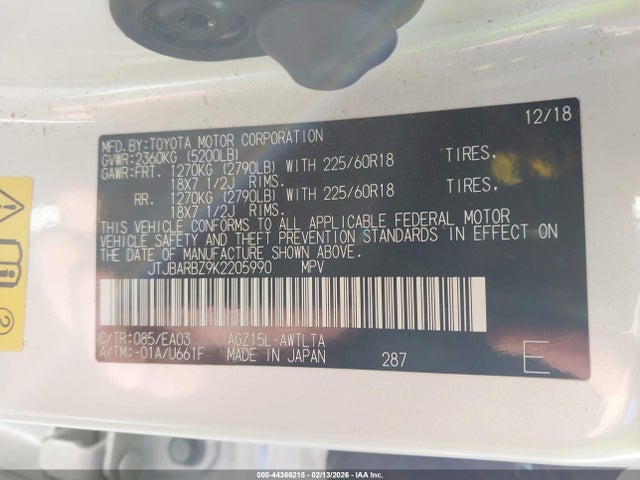 12/18
MFD.BY:TOYOTA MOTOR CORPORATION
GVWR:2360KG (5200LB)
GAWR:FRT. 1270KG (2790LB) WITH 225/60R18 TIRES,
18X7 1/2J RIMS.
RR. 1270KG (2790LB) WITH 225/60R18 TIRES,
18X7 1/2J RIMS.
THIS VEHICLE CONFORMS TO ALL APPLICABLE FEDERAL MOTOR
VEHICLE SAFETY AND THEFT PREVENTION STANDARDS IN EFFECT ON
THE DATE OF MANUFACTURE SHOWN ABOVE.
JTJBARBZ9K2205990 MPV
C/TR:085/EA03 AGZ15L-AWTLTA
A/TM:-01A/U661F MADE IN JAPAN 287 E
2
000-44366218 - 02/13/2026 - COPYRIGHT IAA, INC.